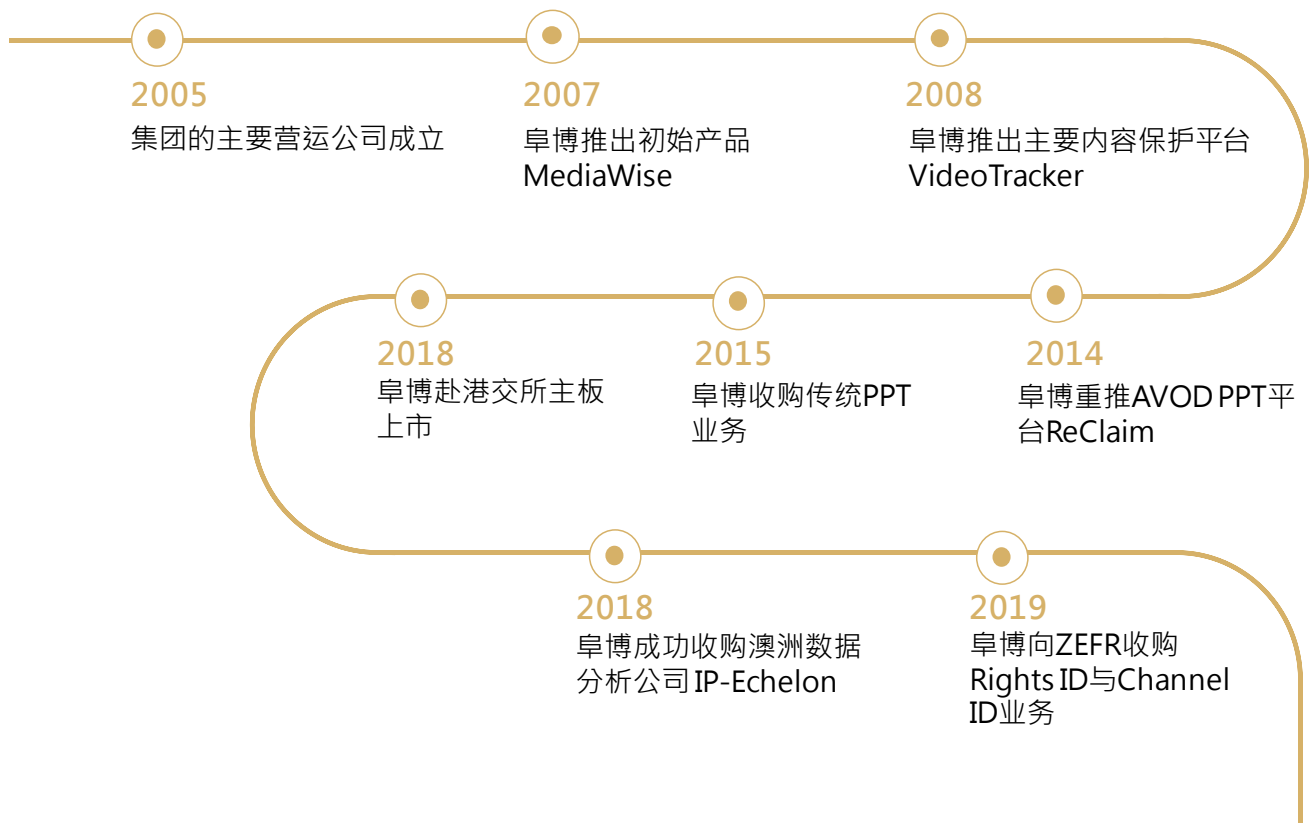 2005
集团的主要营运公司成立
2007
阜博推出初始产品
MediaWise
2008
阜博推出主要内容保护平台
VideoTracker
2018
阜博赴港交所主板
上市
2015
阜博收购传统PPT
业务
2014
阜博重推AVOD PPT平
台ReClaim
2018
阜博成功收购澳洲数据
分析公司IP-Echelon
2019
阜博向ZEFR收购
Rights ID与Channel
ID业务